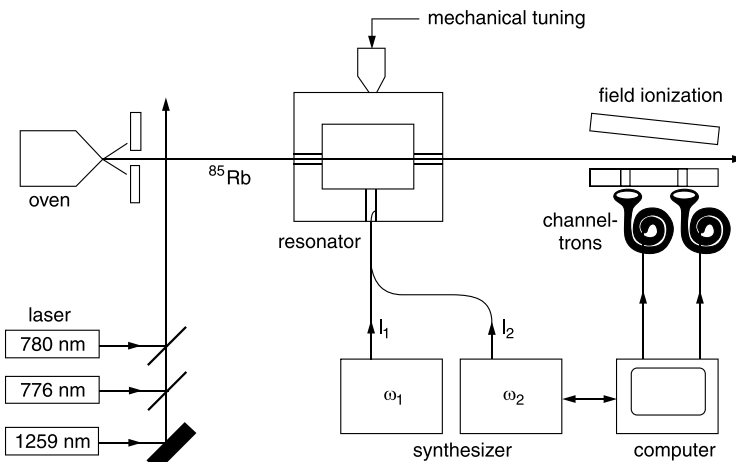 mechanical tuning
field ionization
⁸⁵Rb
oven
resonator
channel-
trons
laser
780 nm
776 nm
1259 nm
I₁
I₂
ω₁
ω₂
synthesizer
computer